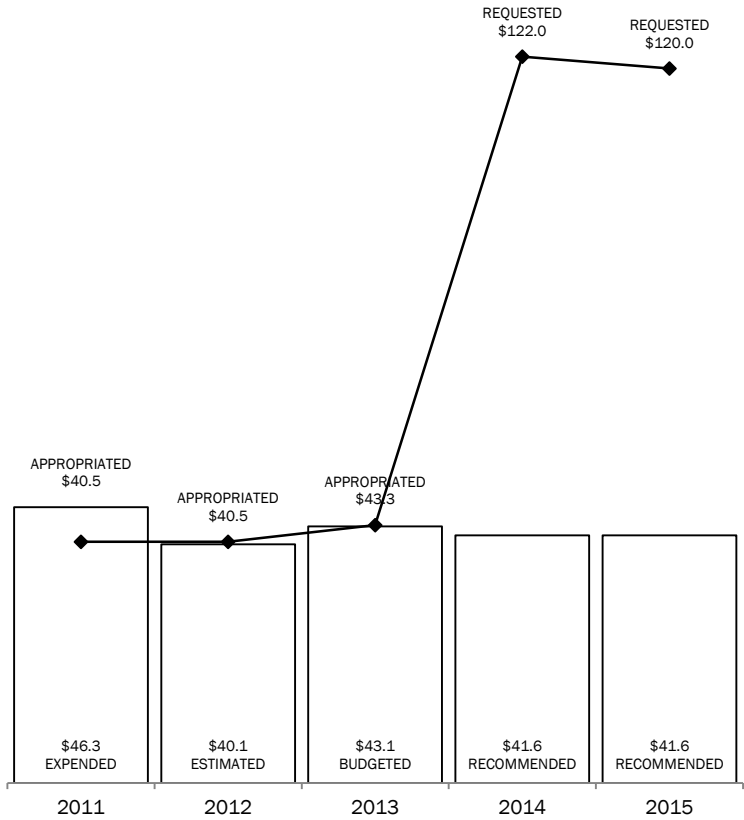 REQUESTED
$122.0
REQUESTED
$120.0
APPROPRIATED
$40.5
APPROPRIATED
$40.5
APPROPRIATED
$43.3
$46.3
EXPENDED
$40.1
ESTIMATED
$43.1
BUDGETED
$41.6
RECOMMENDED
$41.6
RECOMMENDED
2011
2012
2013
2014
2015